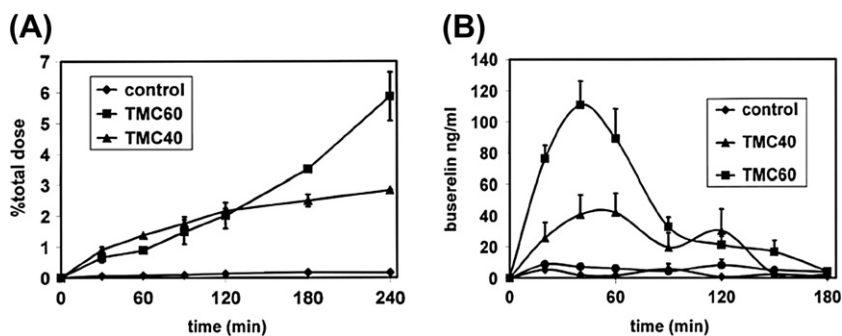 (A)
%total dose
7
6
5
4
3
2
1
0
control
TMC60
TMC40
0 60 120 180 240
time (min)
(B)
buserelin ng/ml
140
120
100
80
60
40
20
0
control
TMC40
TMC60
0 60 120 180
time (min)